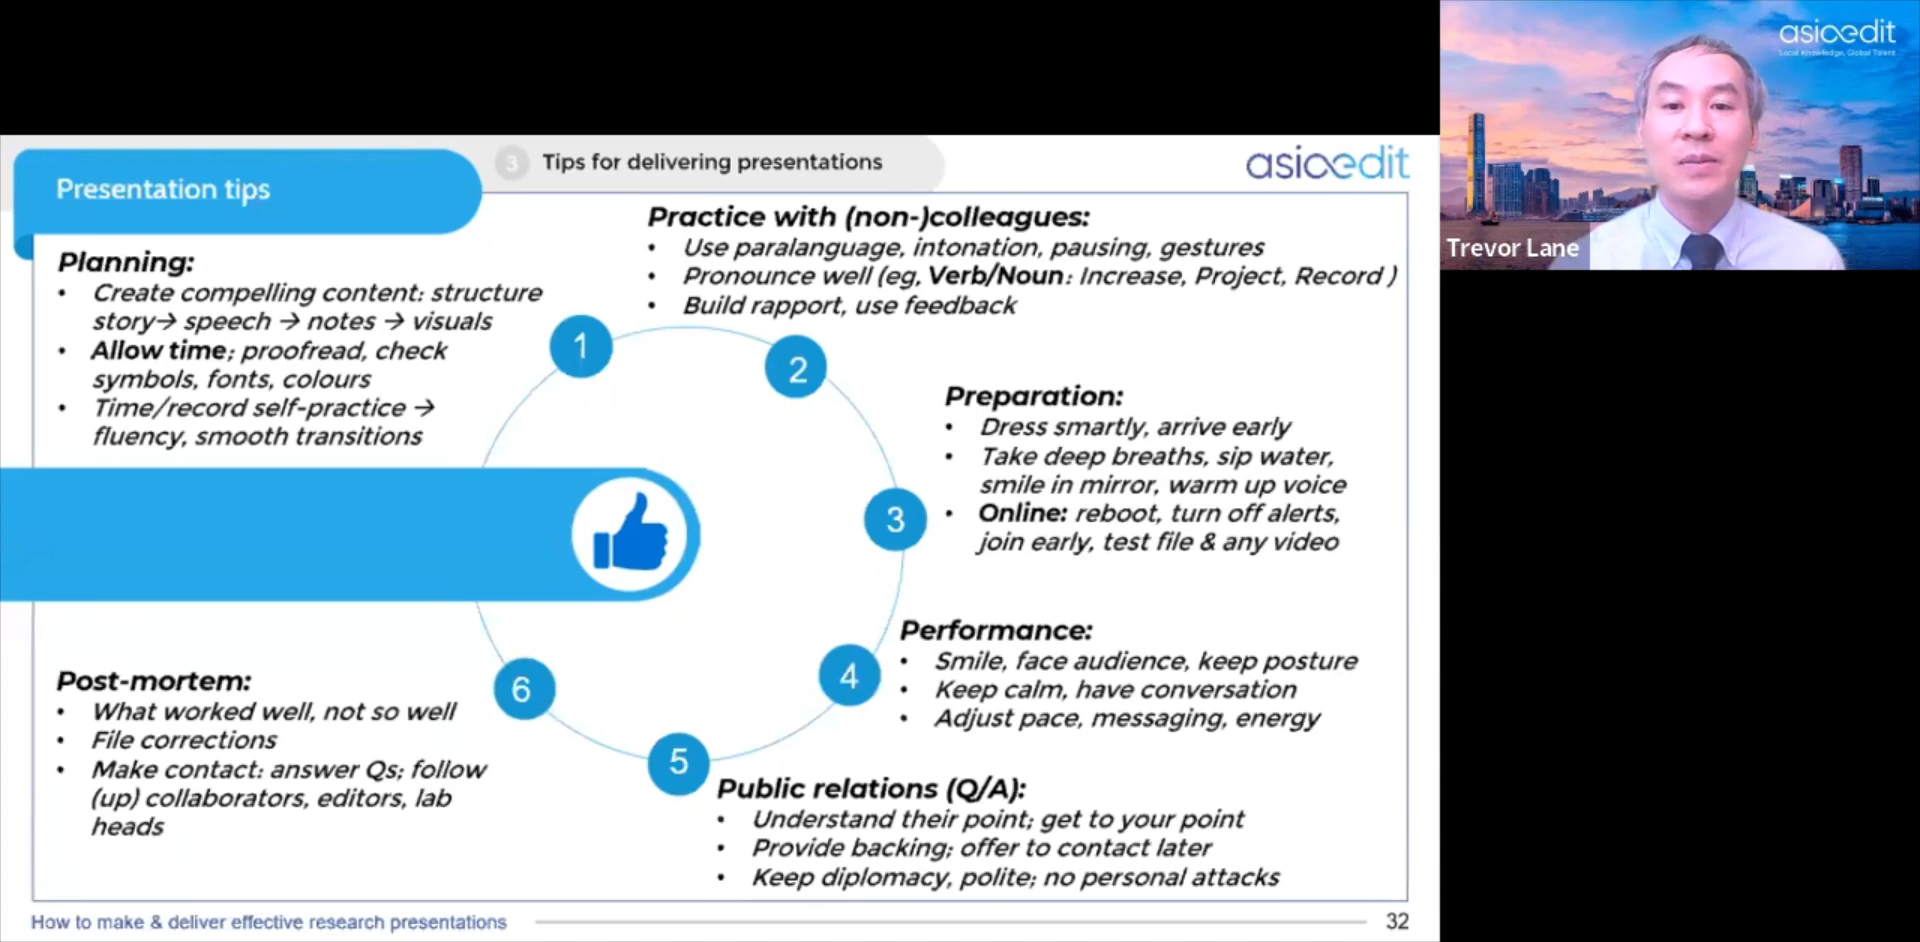 3 Tips for delivering presentations
asiaedit
Presentation tips
Planning:
• Create compelling content: structure
story→ speech → notes → visuals
• Allow time; proofread, check
symbols, fonts, colours
• Time/record self-practice →
fluency, smooth transitions
1
Practice with (non-)colleagues:
• Use paralanguage, intonation, pausing, gestures
• Pronounce well (eg, Verb/Noun: Increase, Project, Record )
• Build rapport, use feedback
2
Preparation:
• Dress smartly, arrive early
• Take deep breaths, sip water,
smile in mirror, warm up voice
• Online: reboot, turn off alerts,
join early, test file & any video
3
Performance:
• Smile, face audience, keep posture
• Keep calm, have conversation
• Adjust pace, messaging, energy
4
Public relations (Q/A):
• Understand their point; get to your point
• Provide backing; offer to contact later
• Keep diplomacy, polite; no personal attacks
5
Post-mortem:
• What worked well, not so well
• File corrections
• Make contact: answer Qs; follow
(up) collaborators, editors, lab
heads
6
How to make & deliver effective research presentations
32
asiaedit
Local Knowledge, Global Talent
Trevor Lane